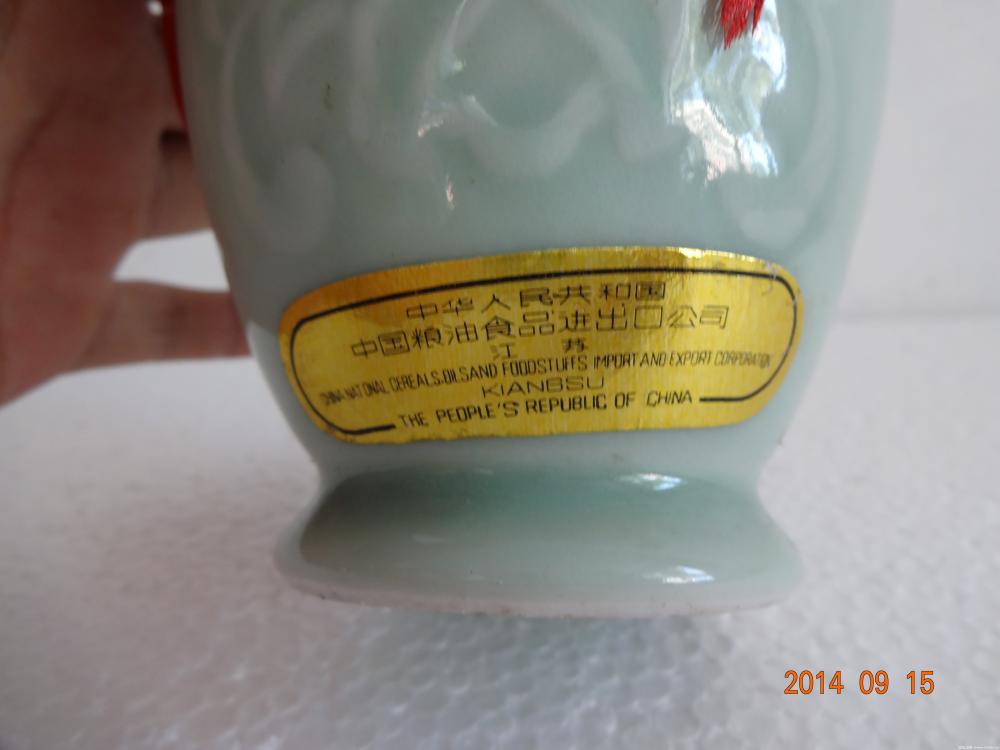 中华人民共和国
中国粮油食品进出口公司
江苏
CHINA NATIONAL CEREALS.OILSAND FOODSTUFFS IMPORT AND EXPORT CORPORATION
KIANGSU
THE PEOPLE'S REPUBLIC OF CHINA
2014 09 15